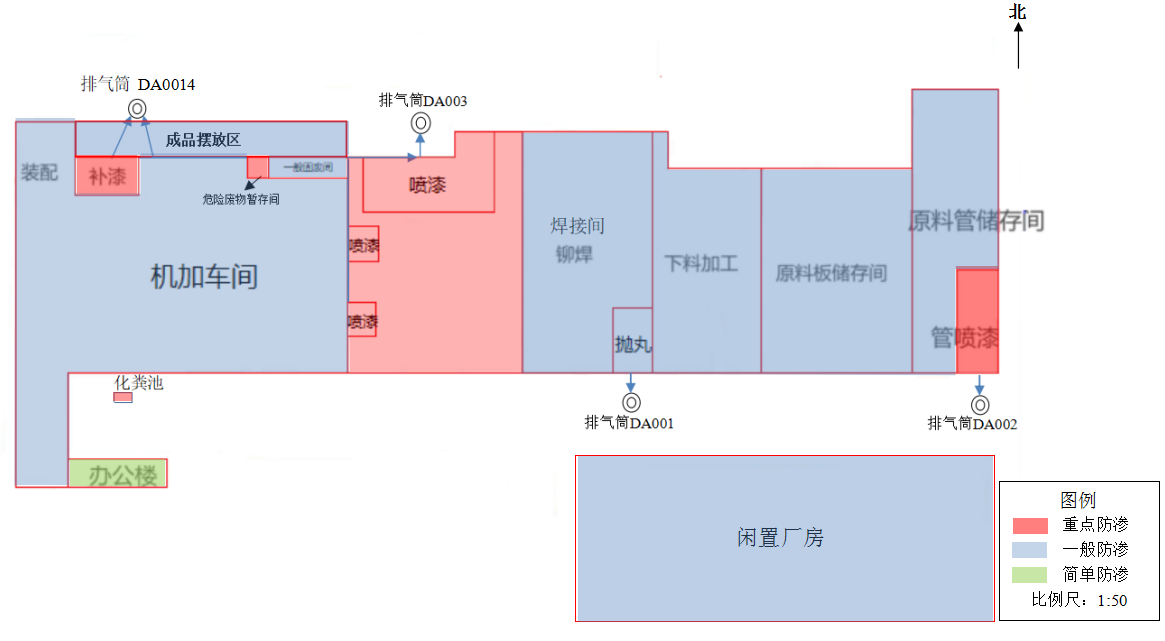 北
排气筒 DA0014
排气筒DA003
成品摆放区
装配
补漆
一般固废间
危险废物暂存间
喷漆
喷漆
喷漆
机加车间
焊接间
铆焊
下料加工
原料板储存间
原料管储存间
抛丸
管喷漆
化粪池
排气筒DA001
排气筒DA002
办公楼
闲置厂房
图例
重点防渗
一般防渗
简单防渗
比例尺：1:50